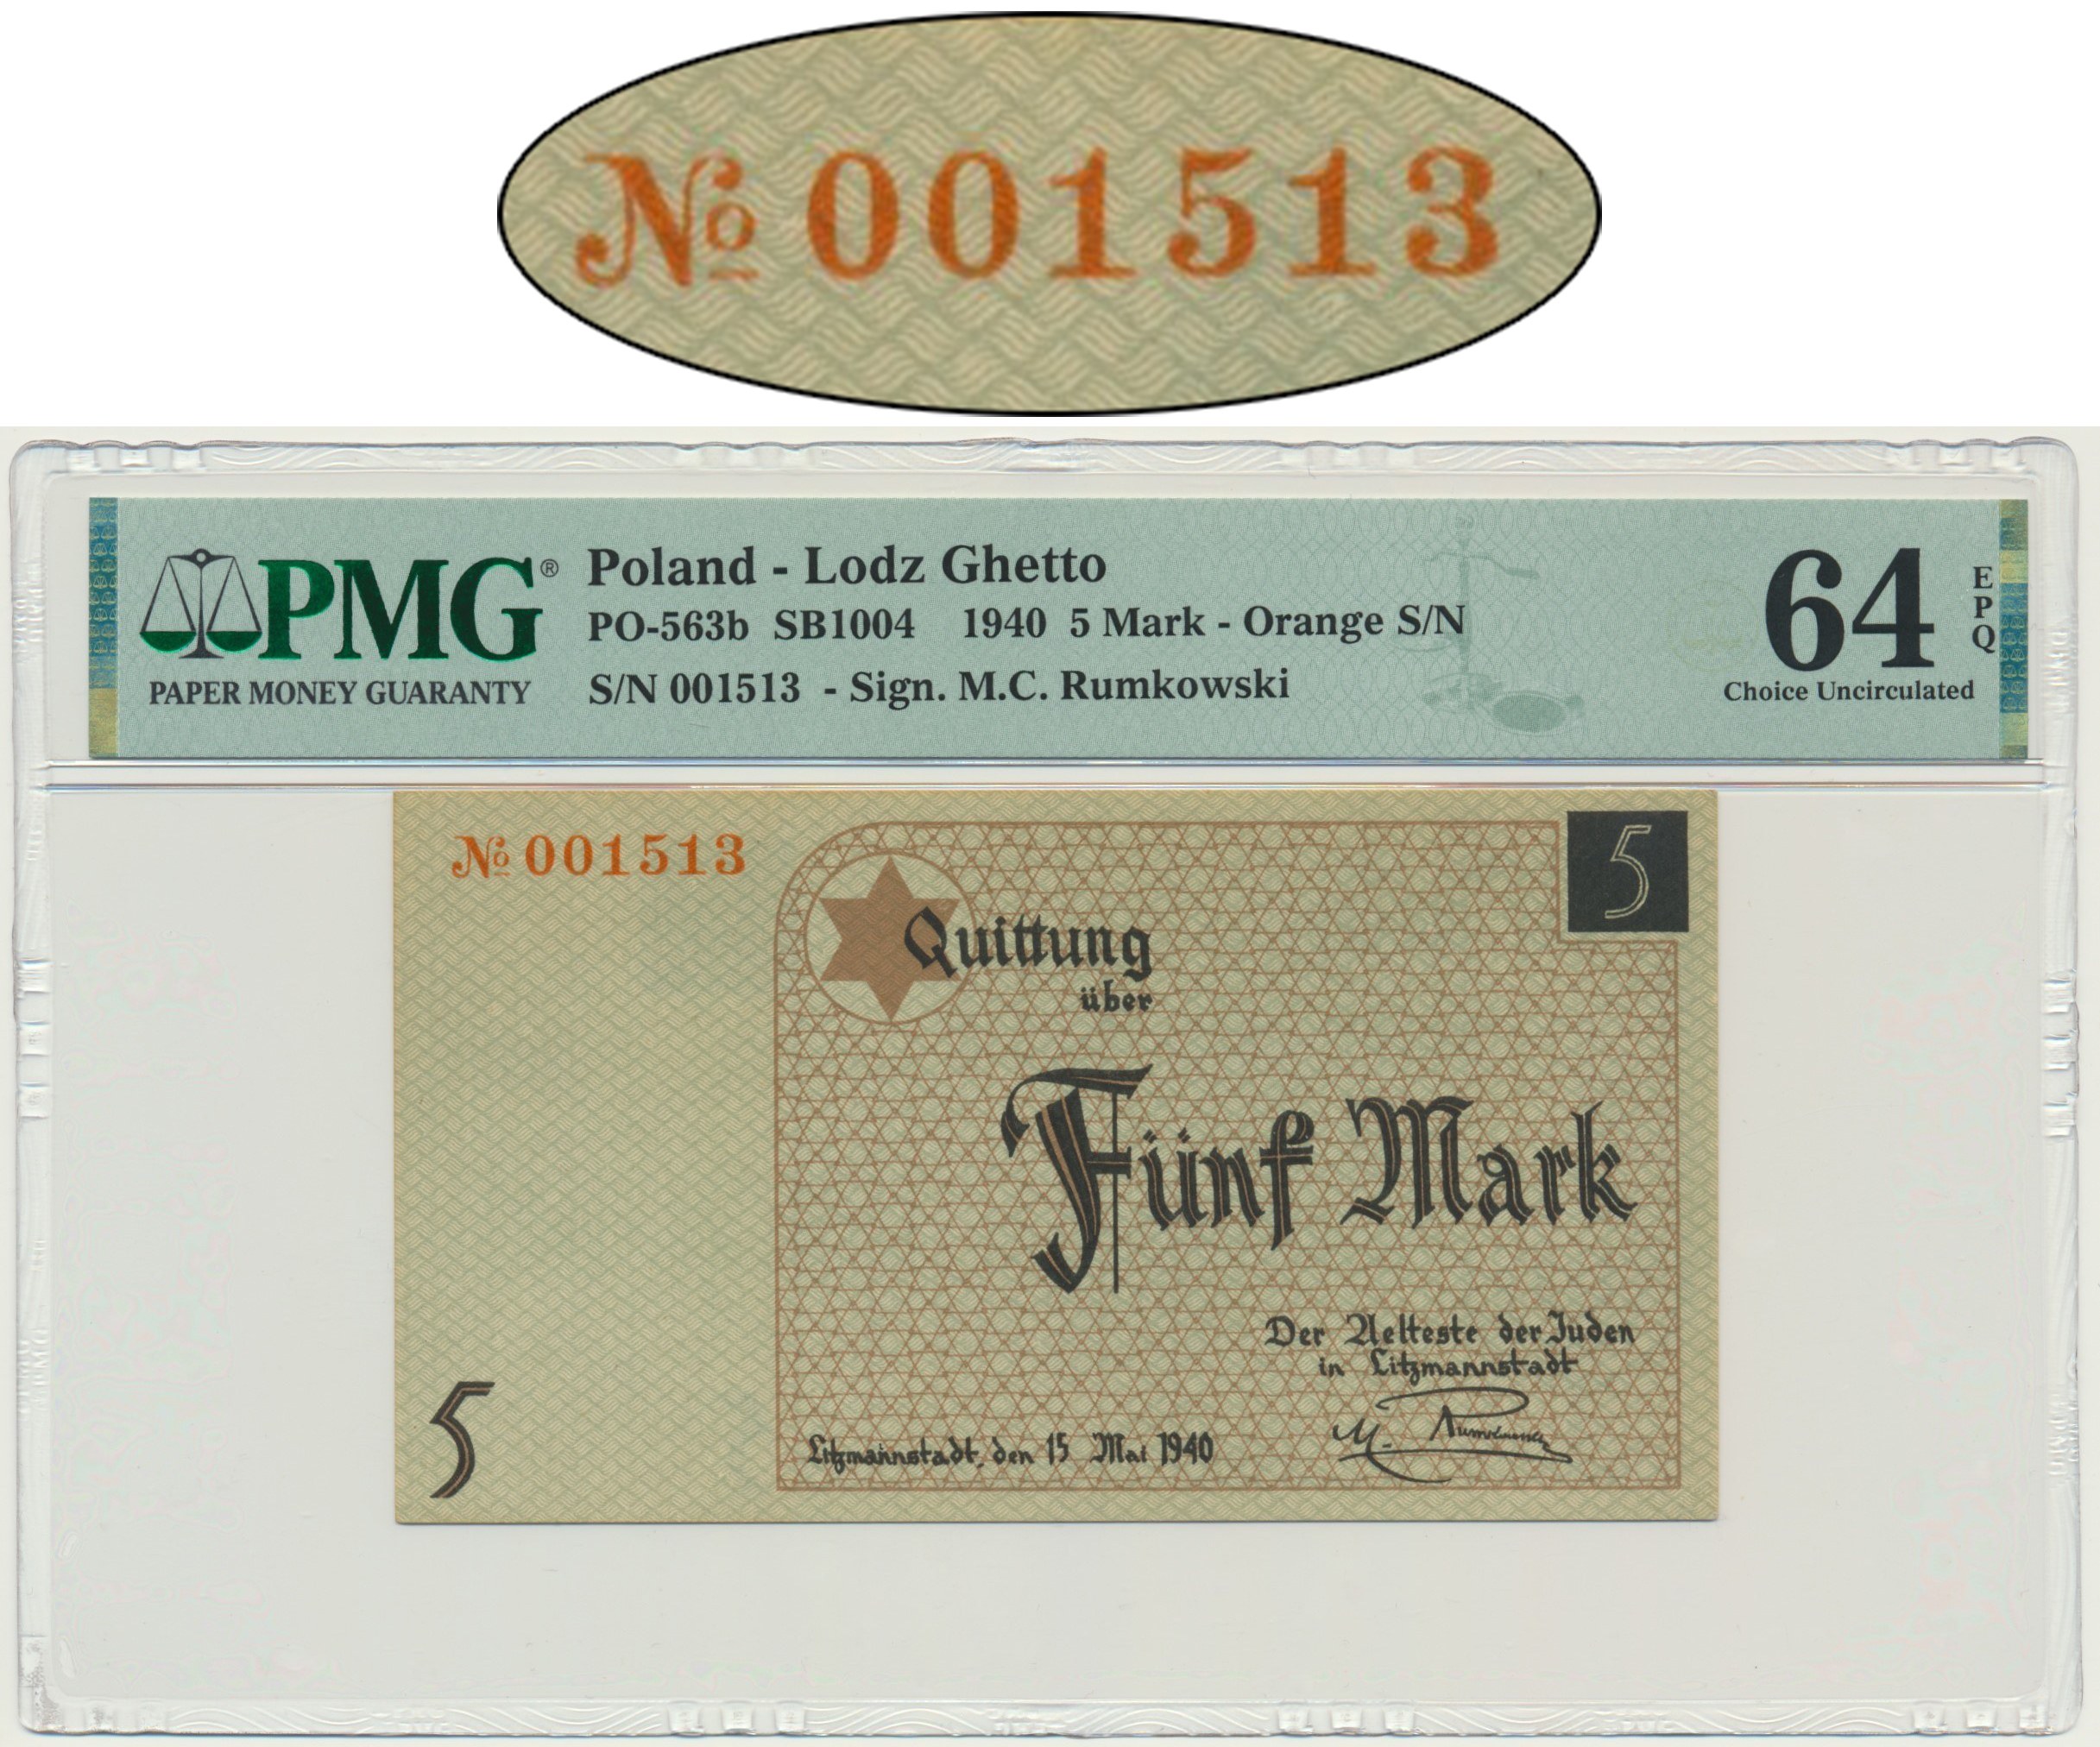 № 001513
PMG®
PAPER MONEY GUARANTY
Poland - Lodz Ghetto
PO-563b SB1004 1940 5 Mark - Orange S/N
S/N 001513 - Sign. M.C. Rumkowski
64
EPQ
Choice Uncirculated
№ 001513
5
Quittung
über
Fünf Mark
Der Aelteste der Juden
in Litzmannstadt
M. Rumkowski
Litzmannstadt, den 15 Mai 1940
5